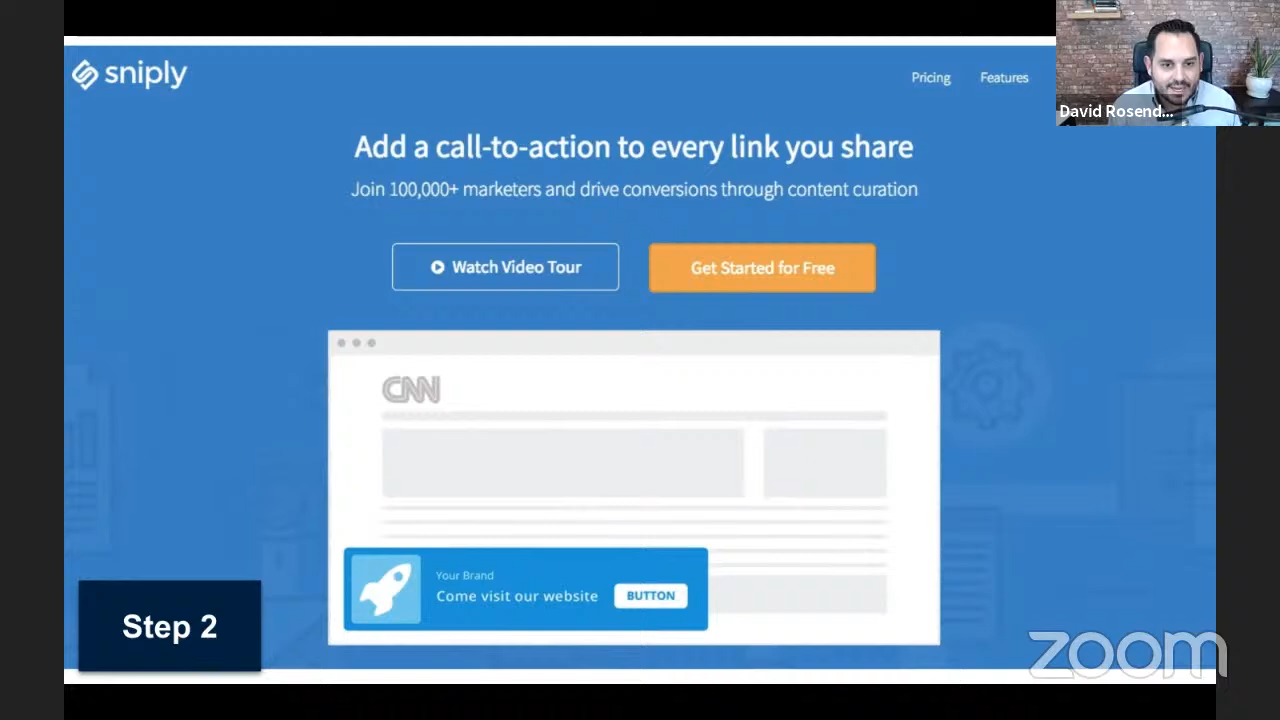 sniply
Pricing
Features
David Rosend...
Add a call-to-action to every link you share
Join 100,000+ marketers and drive conversions through content curation
Watch Video Tour
Get Started for Free
CNN
Your Brand
Come visit our website
BUTTON
Step 2
zoom